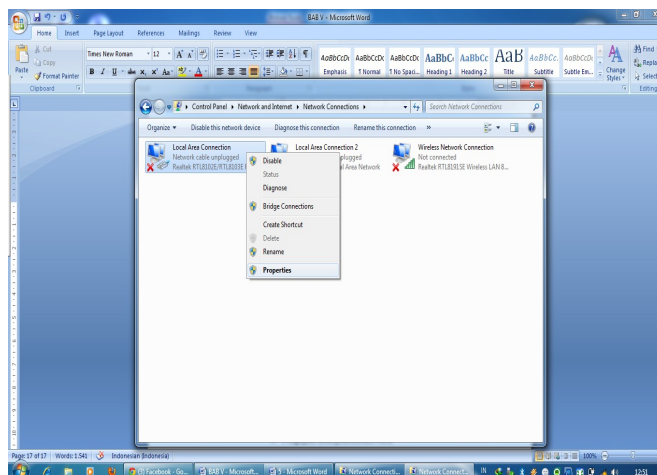 BAB V - Microsoft Word
Home Insert Page Layout References Mailings Review View
Paste
Cut
Copy
Format Painter
Clipboard
Times New Roman 12
AaBbCcDc AaBbCcDc AaBbCcDc AaBbC AaBbCc AaB AaBbCc. AaBbCcDc
Emphasis ¶ Normal ¶ No Spaci... Heading 1 Heading 2 Title Subtitle Subtle Em...
Change Styles
Find
Select
Editing
Control Panel Network and Internet Network Connections
Search Network Connections
Organize Disable this network device Diagnose this connection Rename this connection »
Local Area Connection
Network cable unplugged
Realtek RTL8102E/RTL8103E
Local Area Connection 2
Wireless Network Connection
Not connected
Realtek RTL8191SE Wireless LAN 8...
Disable
Status
Diagnose
Bridge Connections
Create Shortcut
Delete
Rename
Properties
Page: 17 of 17 Words: 1.541 Indonesian (Indonesia) 100%
(3) Facebook - Go... BAB V - Microsoft... 5 - Microsoft Word Network Connecti... Network Connect... IN 12:51